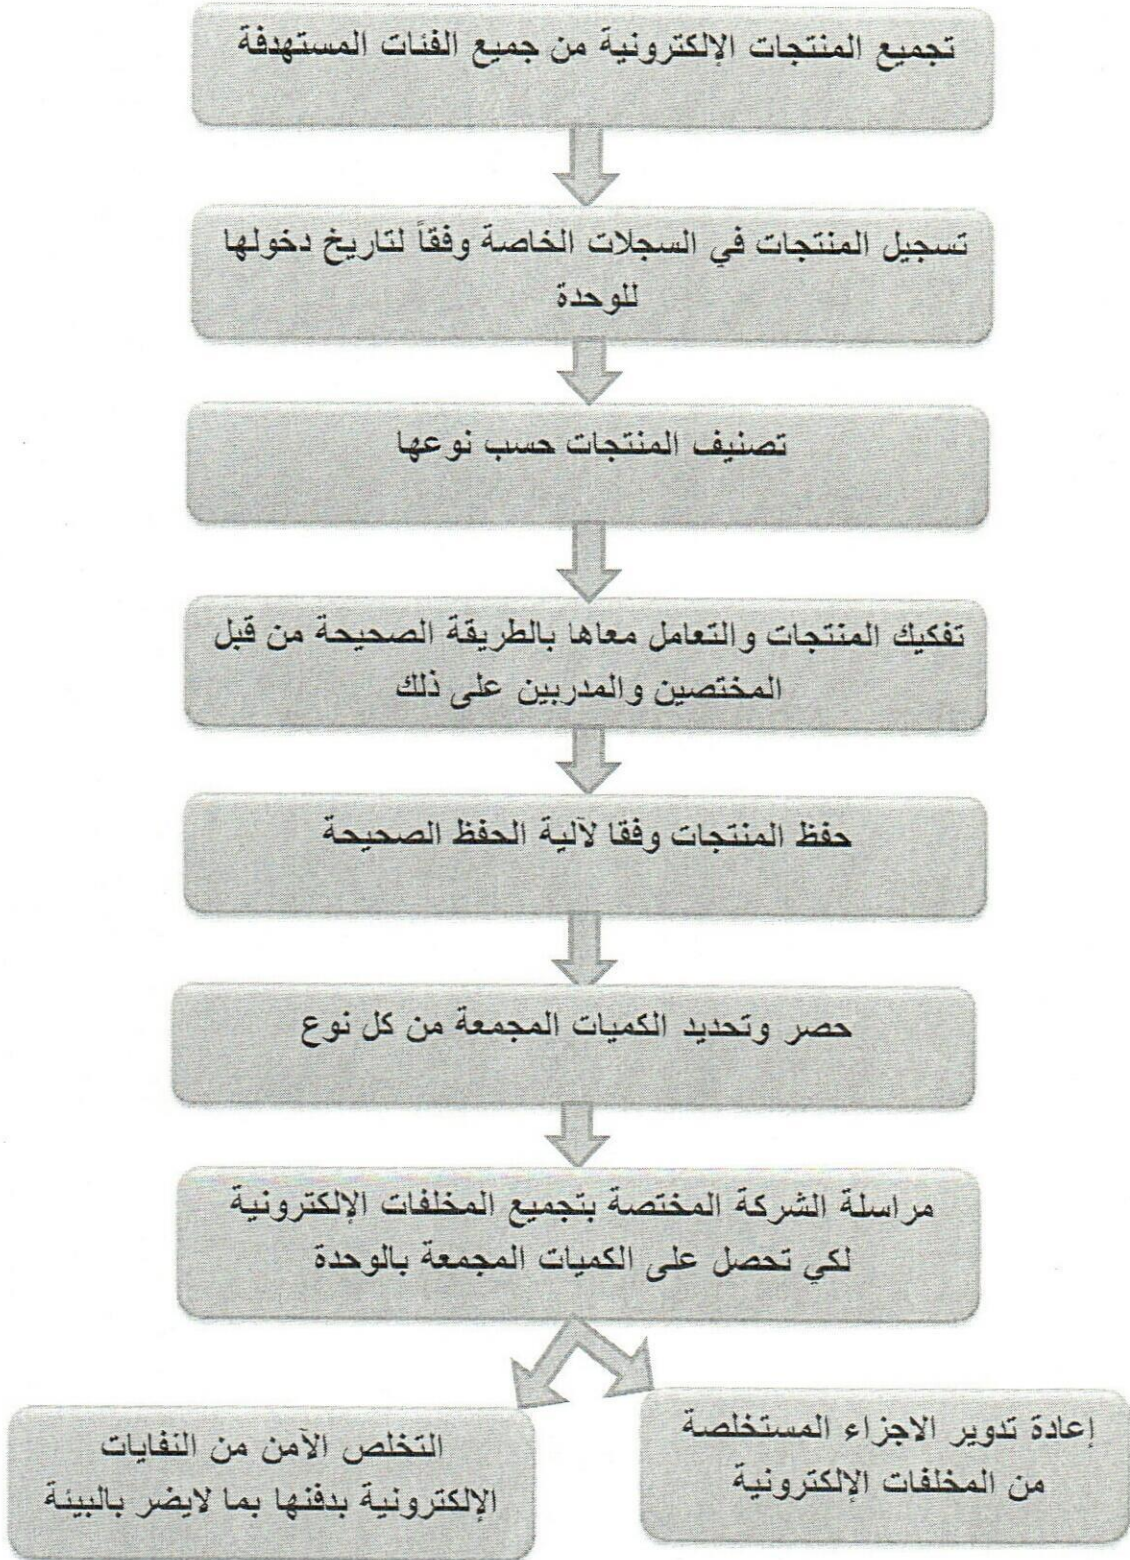 تجميع المنتجات الإلكترونية من جميع الفئات المستهدفة
تسجيل المنتجات في السجلات الخاصة وفقاً لتاريخ دخولها
للوحدة
تصنيف المنتجات حسب نوعها
تفكيك المنتجات والتعامل معاها بالطريقة الصحيحة من قبل
المختصين والمدربين على ذلك
حفظ المنتجات وفقا لآلية الحفظ الصحيحة
حصر وتحديد الكميات المجمعة من كل نوع
مراسلة الشركة المختصة بتجميع المخلفات الإلكترونية
لكي تحصل على الكميات المجمعة بالوحدة
إعادة تدوير الاجزاء المستخلصة
من المخلفات الإلكترونية
التخلص الآمن من النفايات
الإلكترونية بدفنها بما لايضر بالبيئة